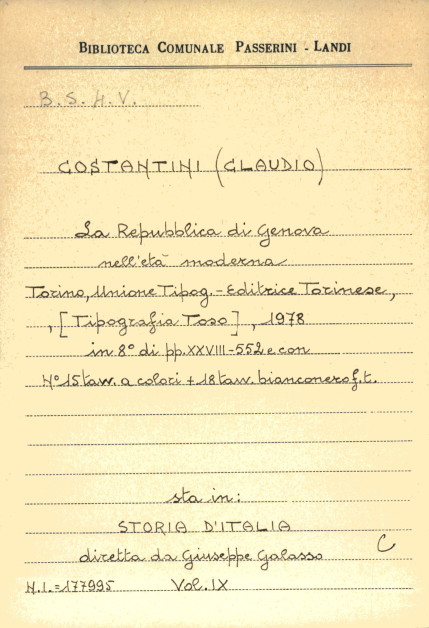 BIBLIOTECA COMUNALE PASSERINI - LANDI
B. S. H. V.
COSTANTINI (CLAUDIO)
La Repubblica di Genova
nell'età moderna
Torino, Unione Tipog.- Editrice Torinese,
, [Tipografia Toso], 1978
in 8° di pp. XXVIII-552 e con
N° 15 tav. a colori + 18 tav. bianconero f.t.
sta in:
STORIA D'ITALIA
diretta da Giuseppe Galasso
C
N.I.= 177995 Vol. IX